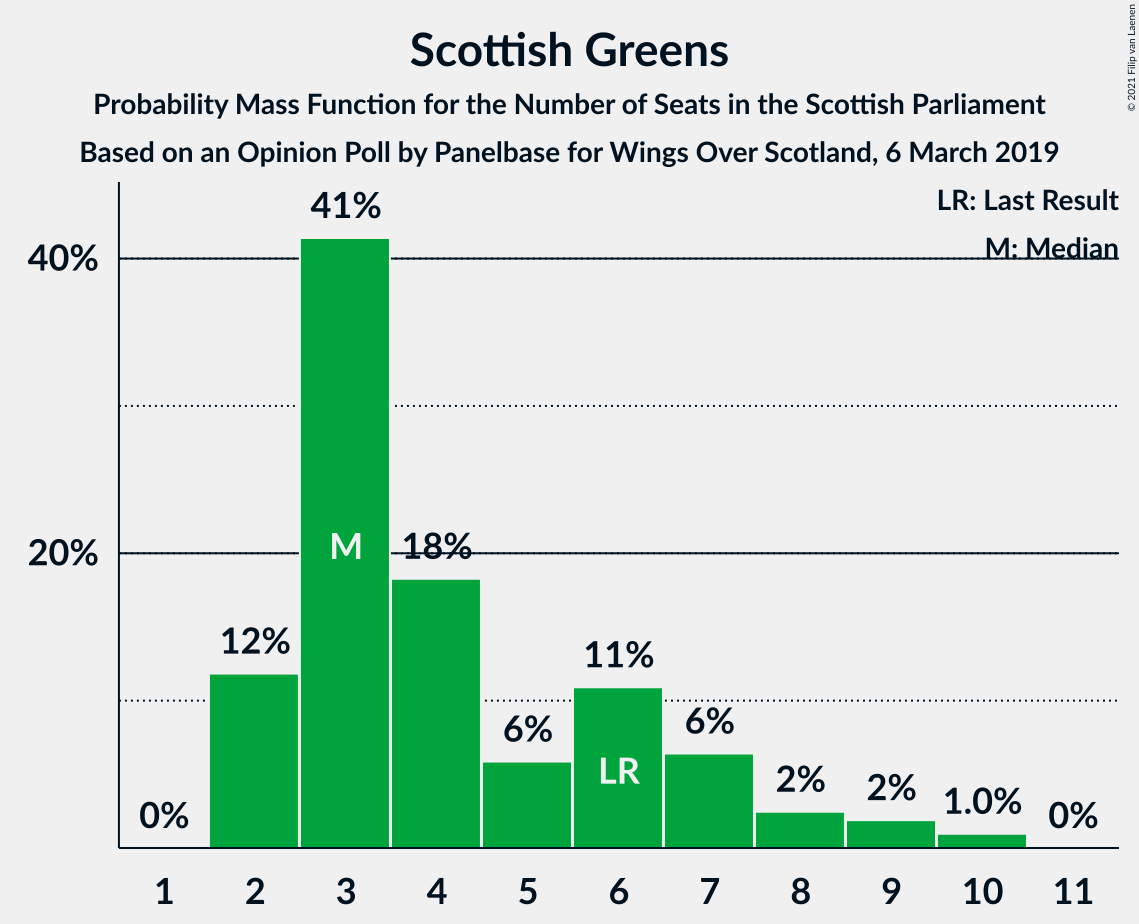 Scottish Greens
Probability Mass Function for the Number of Seats in the Scottish Parliament
Based on an Opinion Poll by Panelbase for Wings Over Scotland, 6 March 2019
© 2021 Filip van Laenen
LR: Last Result
M: Median
40%
20%
0%
12%
41%
18%
6%
11%
6%
2%
2%
1.0%
0%
M
LR
1 2 3 4 5 6 7 8 9 10 11